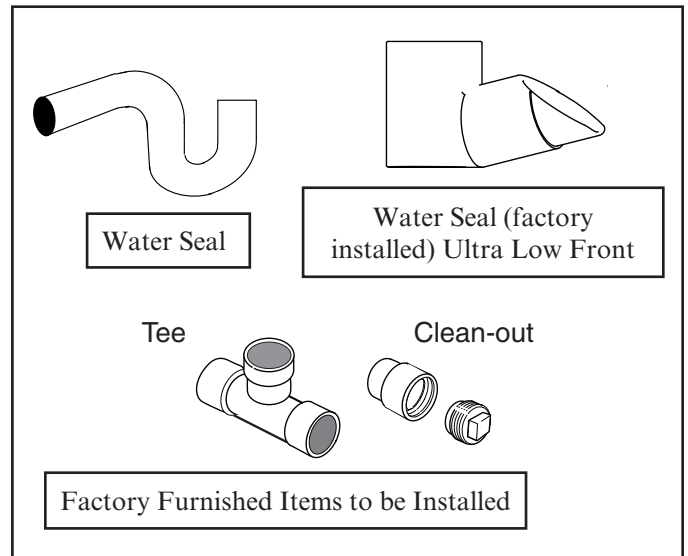 Water Seal
Water Seal (factory
installed) Ultra Low Front
Tee
Clean-out
Factory Furnished Items to be Installed